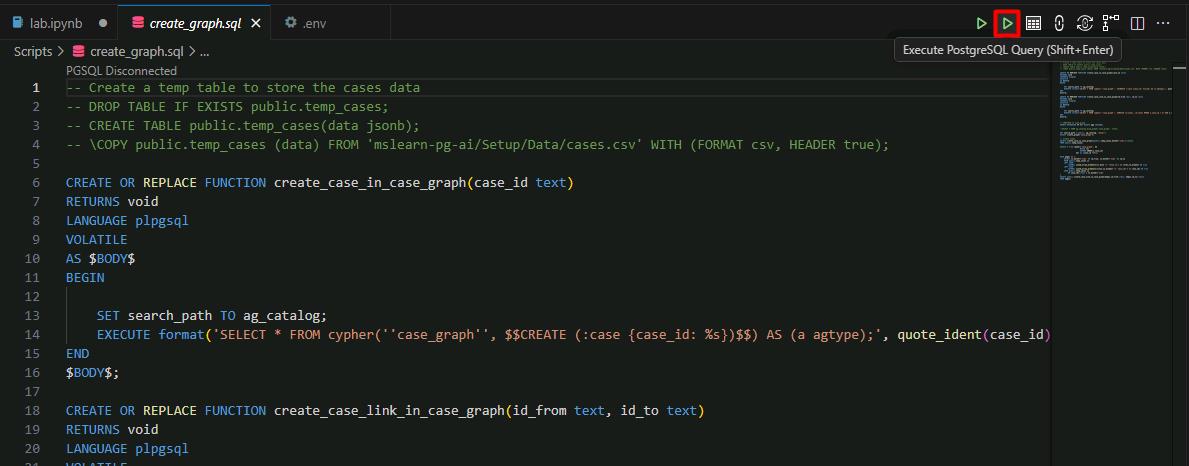 lab.ipynb
create_graph.sql
.env
Execute PostgreSQL Query (Shift+Enter)
Scripts > create_graph.sql > ...
PGSQL Disconnected
1 -- Create a temp table to store the cases data
2 -- DROP TABLE IF EXISTS public.temp_cases;
3 -- CREATE TABLE public.temp_cases(data jsonb);
4 -- \COPY public.temp_cases (data) FROM 'mslearn-pg-ai/Setup/Data/cases.csv' WITH (FORMAT csv, HEADER true);
5
6 CREATE OR REPLACE FUNCTION create_case_in_case_graph(case_id text)
7 RETURNS void
8 LANGUAGE plpgsql
9 VOLATILE
10 AS $BODY$
11 BEGIN
12
13 SET search_path TO ag_catalog;
14 EXECUTE format('SELECT * FROM cypher(''case_graph'', $$CREATE (:case {case_id: %s})$$) AS (a agtype);', quote_ident(case_id)
15 END
16 $BODY$;
17
18 CREATE OR REPLACE FUNCTION create_case_link_in_case_graph(id_from text, id_to text)
19 RETURNS void
20 LANGUAGE plpgsql
21 VOLATILE